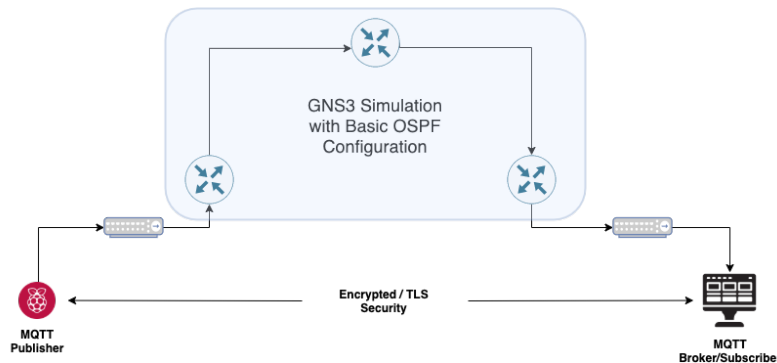 GNS3 Simulation
with Basic OSPF
Configuration
Encrypted / TLS
Security
MQTT
Publisher
MQTT
Broker/Subscribe